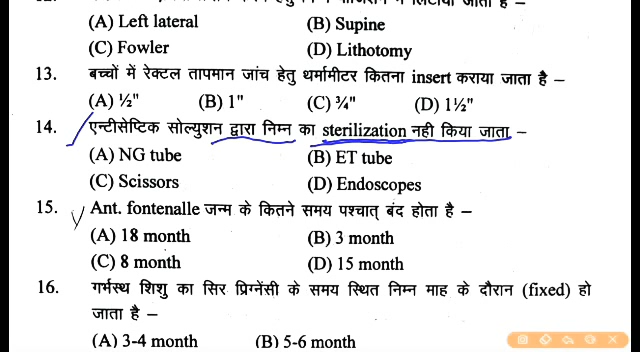 (A) Left lateral (B) Supine
(C) Fowler (D) Lithotomy
13. बच्चों में रेक्टल तापमान जांच हेतु थर्मामीटर कितना insert कराया जाता है –
(A) ½" (B) 1" (C) ¾" (D) 1½"
14. एन्टीसेप्टिक सोल्युशन द्वारा निम्न का sterilization नही किया जाता –
(A) NG tube (B) ET tube
(C) Scissors (D) Endoscopes
15. Ant. fontenalle जन्म के कितने समय पश्चात् बंद होता है –
(A) 18 month (B) 3 month
(C) 8 month (D) 15 month
16. गर्भस्थ शिशु का सिर प्रिग्नेंसी के समय स्थित निम्न माह के दौरान (fixed) हो
जाता है –
(A) 3-4 month (B) 5-6 month